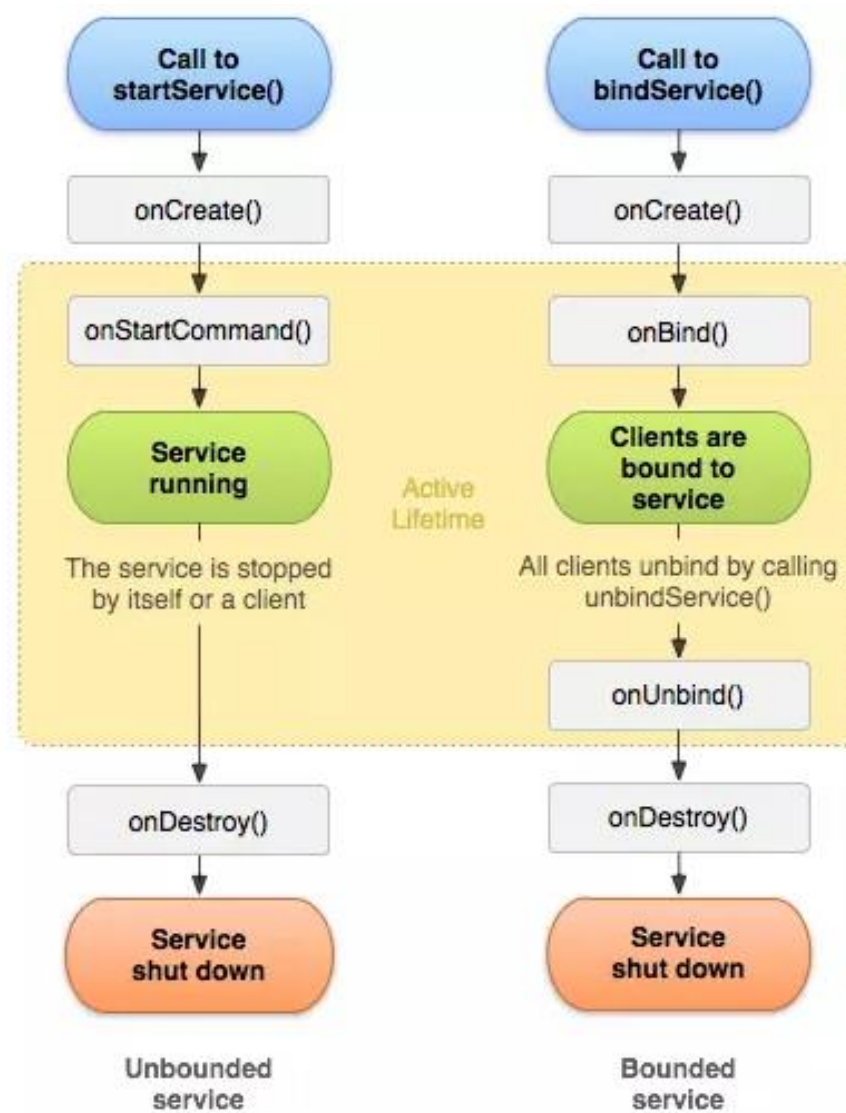 Call to
startService()
onCreate()
onStartCommand()
Service
running
The service is stopped
by itself or a client
onDestroy()
Service
shut down
Unbounded
service
Active
Lifetime
Call to
bindService()
onCreate()
onBind()
Clients are
bound to
service
All clients unbind by calling
unbindService()
onUnbind()
onDestroy()
Service
shut down
Bounded
service